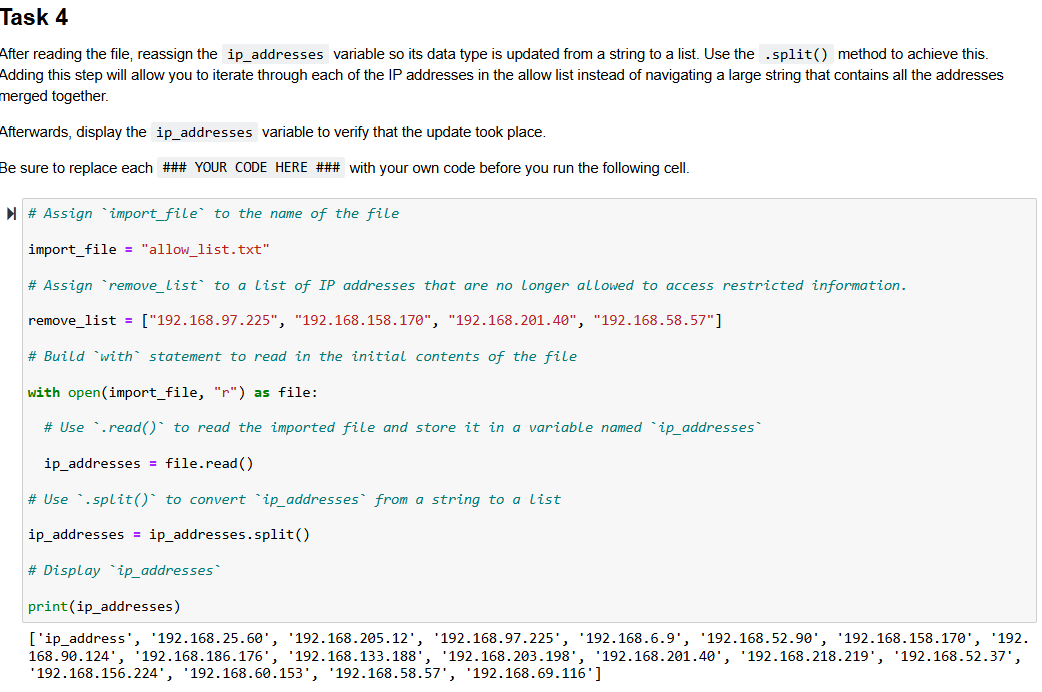 Task 4
After reading the file, reassign the ip_addresses variable so its data type is updated from a string to a list. Use the .split() method to achieve this.
Adding this step will allow you to iterate through each of the IP addresses in the allow list instead of navigating a large string that contains all the addresses
merged together.
Afterwards, display the ip_addresses variable to verify that the update took place.
Be sure to replace each ### YOUR CODE HERE ### with your own code before you run the following cell.
# Assign `import_file` to the name of the file
import_file = "allow_list.txt"
# Assign `remove_list` to a list of IP addresses that are no longer allowed to access restricted information.
remove_list = ["192.168.97.225", "192.168.158.170", "192.168.201.40", "192.168.58.57"]
# Build `with` statement to read in the initial contents of the file
with open(import_file, "r") as file:
  # Use `.read()` to read the imported file and store it in a variable named `ip_addresses`
  ip_addresses = file.read()
# Use `.split()` to convert `ip_addresses` from a string to a list
ip_addresses = ip_addresses.split()
# Display `ip_addresses`
print(ip_addresses)
['ip_address', '192.168.25.60', '192.168.205.12', '192.168.97.225', '192.168.6.9', '192.168.52.90', '192.168.158.170', '192.
168.90.124', '192.168.186.176', '192.168.133.188', '192.168.203.198', '192.168.201.40', '192.168.218.219', '192.168.52.37',
'192.168.156.224', '192.168.60.153', '192.168.58.57', '192.168.69.116']